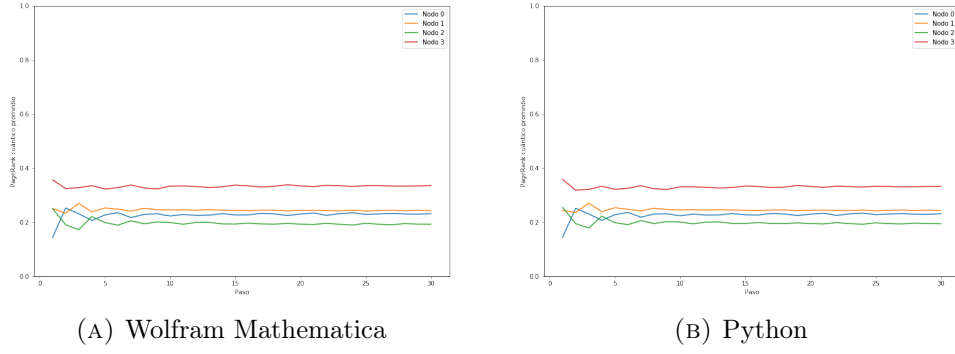 1.0
0.8
0.6
0.4
0.2
0.0
PageRank cuántico promedio
0 5 10 15 20 25 30
Paso
Nodo 0
Nodo 1
Nodo 2
Nodo 3
(A) Wolfram Mathematica
1.0
0.8
0.6
0.4
0.2
0.0
PageRank cuántico promedio
0 5 10 15 20 25 30
Paso
Nodo 0
Nodo 1
Nodo 2
Nodo 3
(B) Python